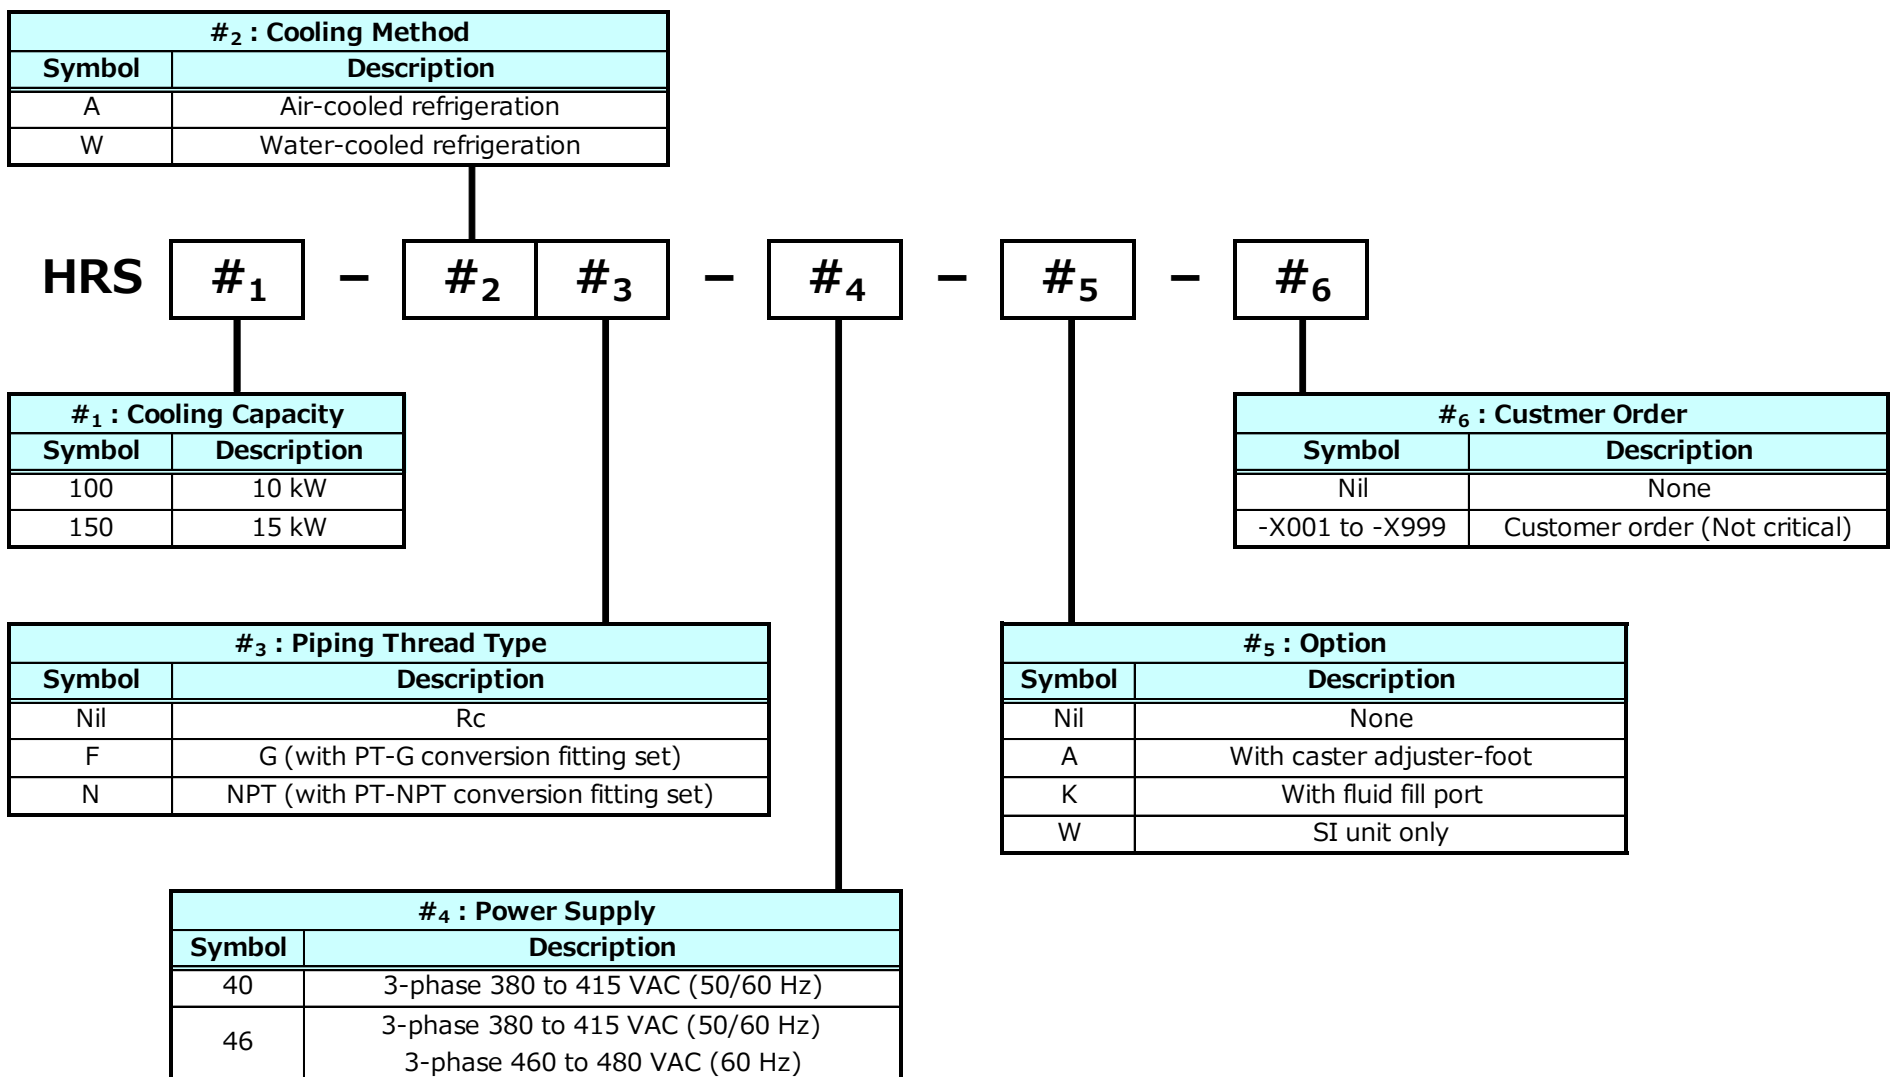 #2 : Cooling Method
Symbol Description
A Air-cooled refrigeration
W Water-cooled refrigeration
HRS #1 – #2 #3 – #4 – #5 – #6
#1 : Cooling Capacity
Symbol Description
100 10 kW
150 15 kW
#6 : Custmer Order
Symbol Description
Nil None
-X001 to -X999 Customer order (Not critical)
#3 : Piping Thread Type
Symbol Description
Nil Rc
F G (with PT-G conversion fitting set)
N NPT (with PT-NPT conversion fitting set)
#5 : Option
Symbol Description
Nil None
A With caster adjuster-foot
K With fluid fill port
W SI unit only
#4 : Power Supply
Symbol Description
40 3-phase 380 to 415 VAC (50/60 Hz)
46 3-phase 380 to 415 VAC (50/60 Hz)
3-phase 460 to 480 VAC (60 Hz)